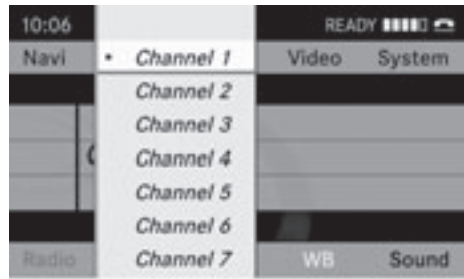 10:06 READY
Navi • Channel 1 Video System
Channel 2
Channel 3
Channel 4
Channel 5
Channel 6
Radio Channel 7 WB Sound